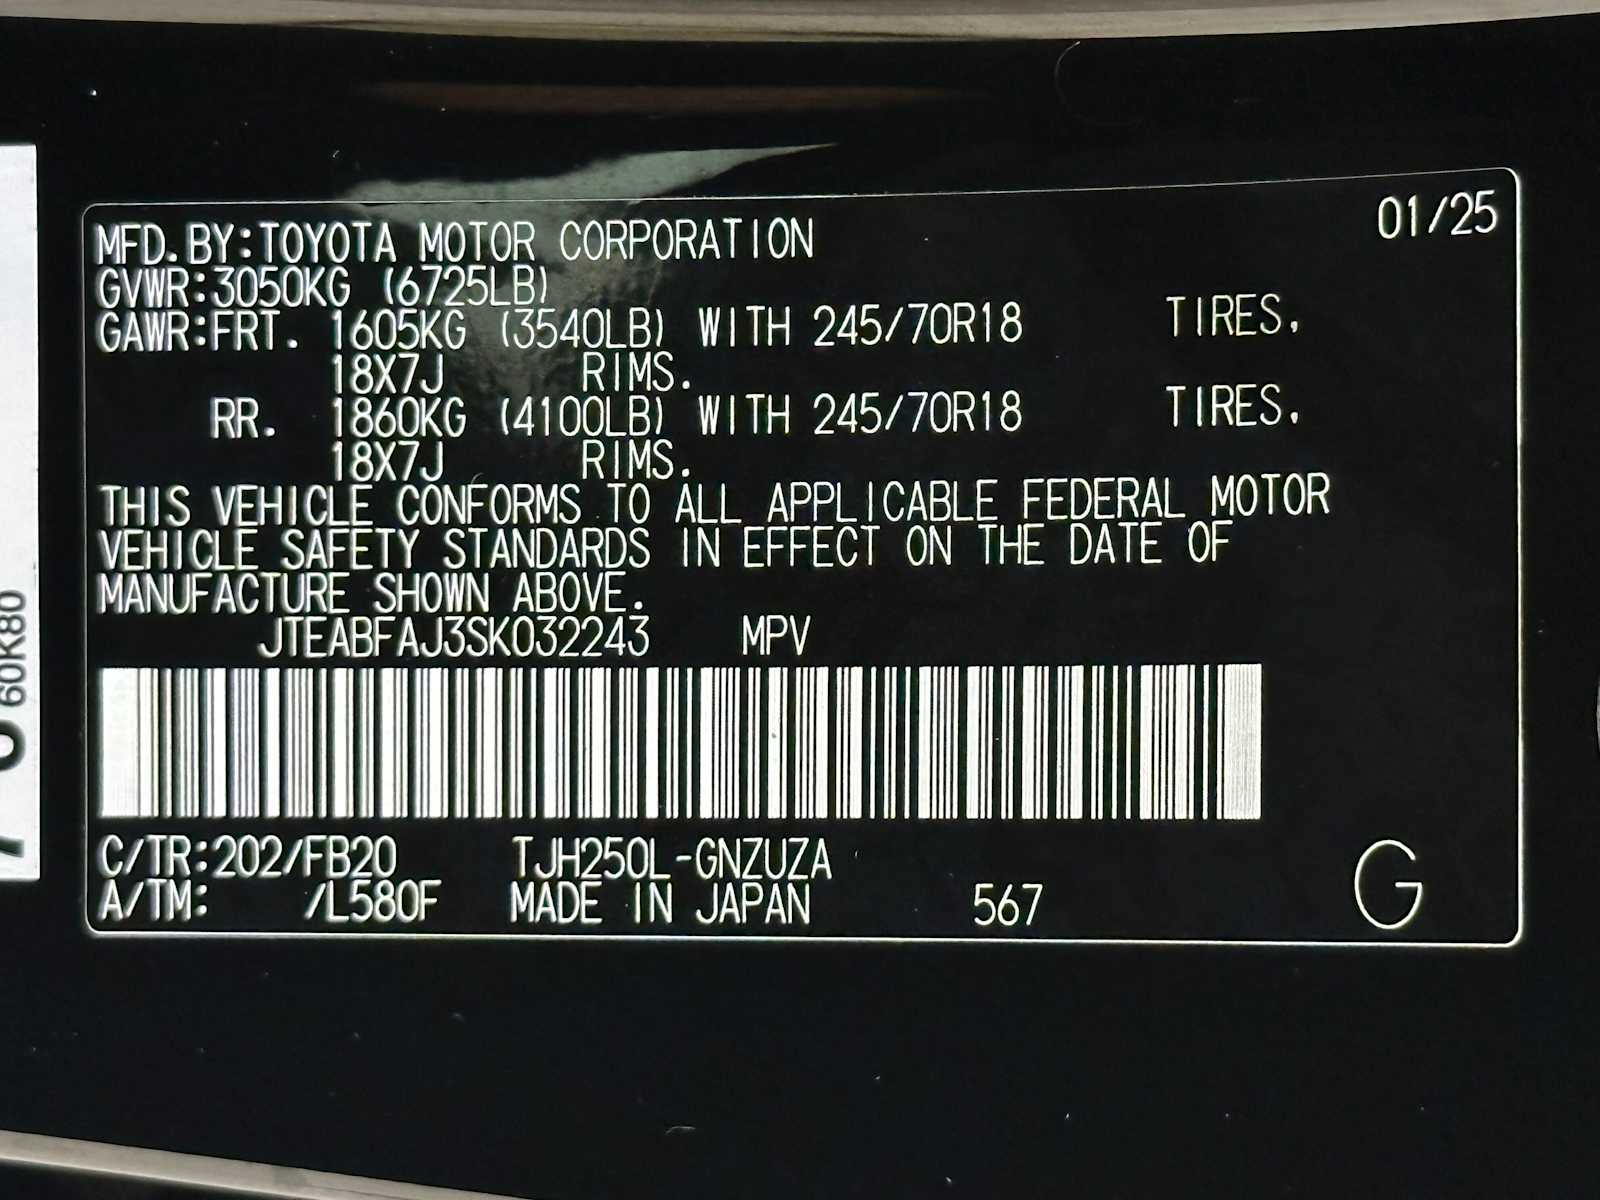 01/25
MFD.BY:TOYOTA MOTOR CORPORATION
GVWR:3050KG (6725LB)
GAWR:FRT. 1605KG (3540LB) WITH 245/70R18 TIRES,
18X7J RIMS.
RR. 1860KG (4100LB) WITH 245/70R18 TIRES,
18X7J RIMS.
THIS VEHICLE CONFORMS TO ALL APPLICABLE FEDERAL MOTOR
VEHICLE SAFETY STANDARDS IN EFFECT ON THE DATE OF
MANUFACTURE SHOWN ABOVE.
JTEABFAJ3SK032243 MPV
C/TR:202/FB20 TJH250L-GNZUZA
A/TM: /L580F MADE IN JAPAN 567 G
60K80